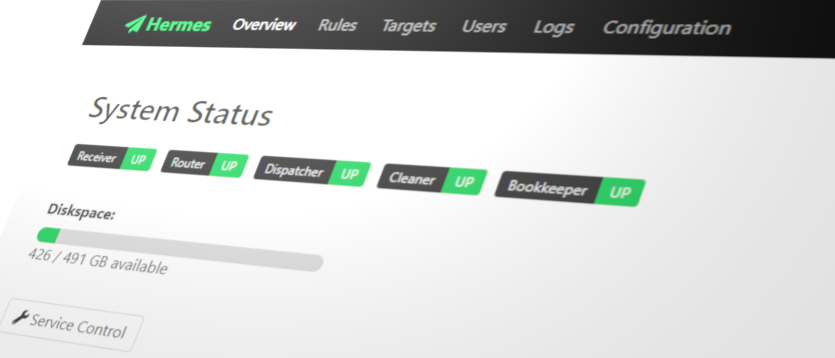 Hermes Overview Rules Targets Users Logs Configuration
System Status
Receiver UP Router UP Dispatcher UP Cleaner UP Bookkeeper UP
Diskspace:
426 / 491 GB available
Service Control